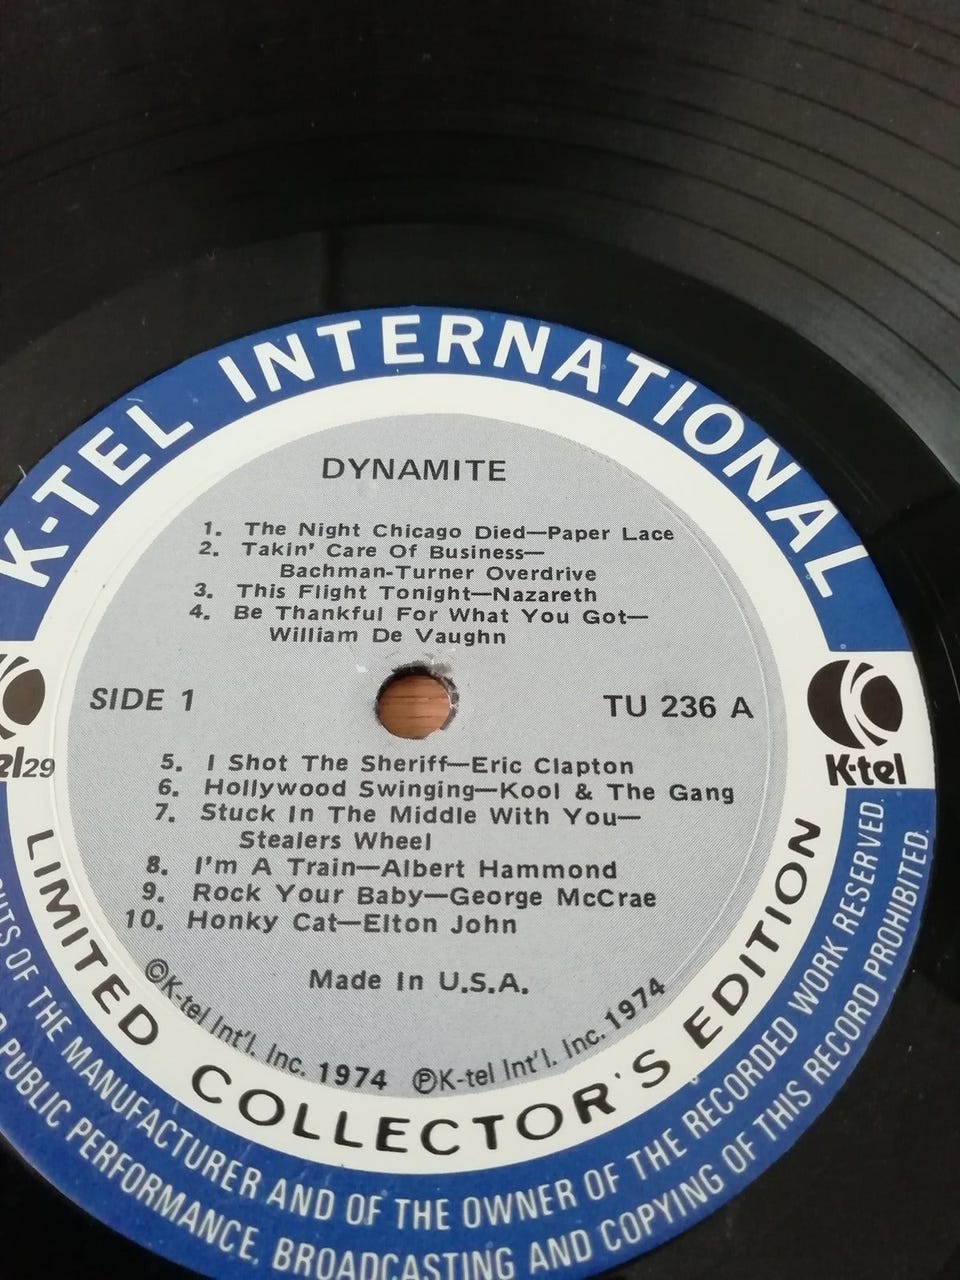 K-TEL INTERNATIONAL
DYNAMITE
1. The Night Chicago Died—Paper Lace
2. Takin' Care Of Business—
Bachman-Turner Overdrive
3. This Flight Tonight—Nazareth
4. Be Thankful For What You Got—
William De Vaughn
SIDE 1
TU 236 A
K-tel
29
5. I Shot The Sheriff—Eric Clapton
6. Hollywood Swinging—Kool & The Gang
7. Stuck In The Middle With You—
Stealers Wheel
8. I'm A Train—Albert Hammond
9. Rock Your Baby—George McCrae
10. Honky Cat—Elton John
Made In U.S.A.
©K-tel Int'l. Inc. 1974 ℗K-tel Int'l. Inc. 1974
LIMITED COLLECTOR'S EDITION
OF THE MANUFACTURER AND OF THE OWNER OF THE RECORDED WORK RESERVED.
PUBLIC PERFORMANCE, BROADCASTING AND COPYING OF THIS RECORD PROHIBITED.